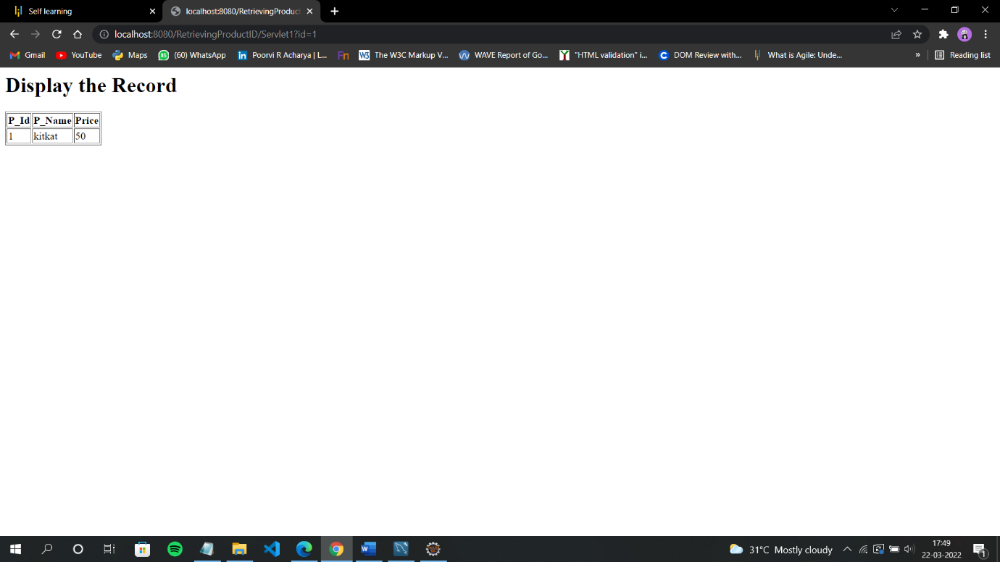 Self learning
localhost:8080/RetrievingProduct
localhost:8080/RetrievingProductID/Servlet1?id=1
Gmail YouTube Maps (60) WhatsApp Poorvi R Acharya | L... Fn The W3C Markup V... WAVE Report of Go... "HTML validation" i... DOM Review with... What is Agile: Unde... » Reading list
Display the Record
P_Id P_Name Price
1 kitkat 50
31°C Mostly cloudy
17:49
22-03-2022
1